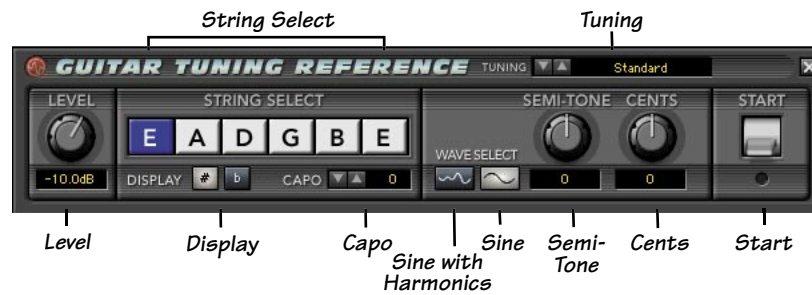 String Select Tuning
GUITAR TUNING REFERENCE TUNING Standard X
LEVEL STRING SELECT SEMI-TONE CENTS START
E A D G B E
WAVE SELECT
-10.0dB DISPLAY # b CAPO 0 0 0
Level Display Capo Sine with Harmonics Sine Semi-Tone Cents Start